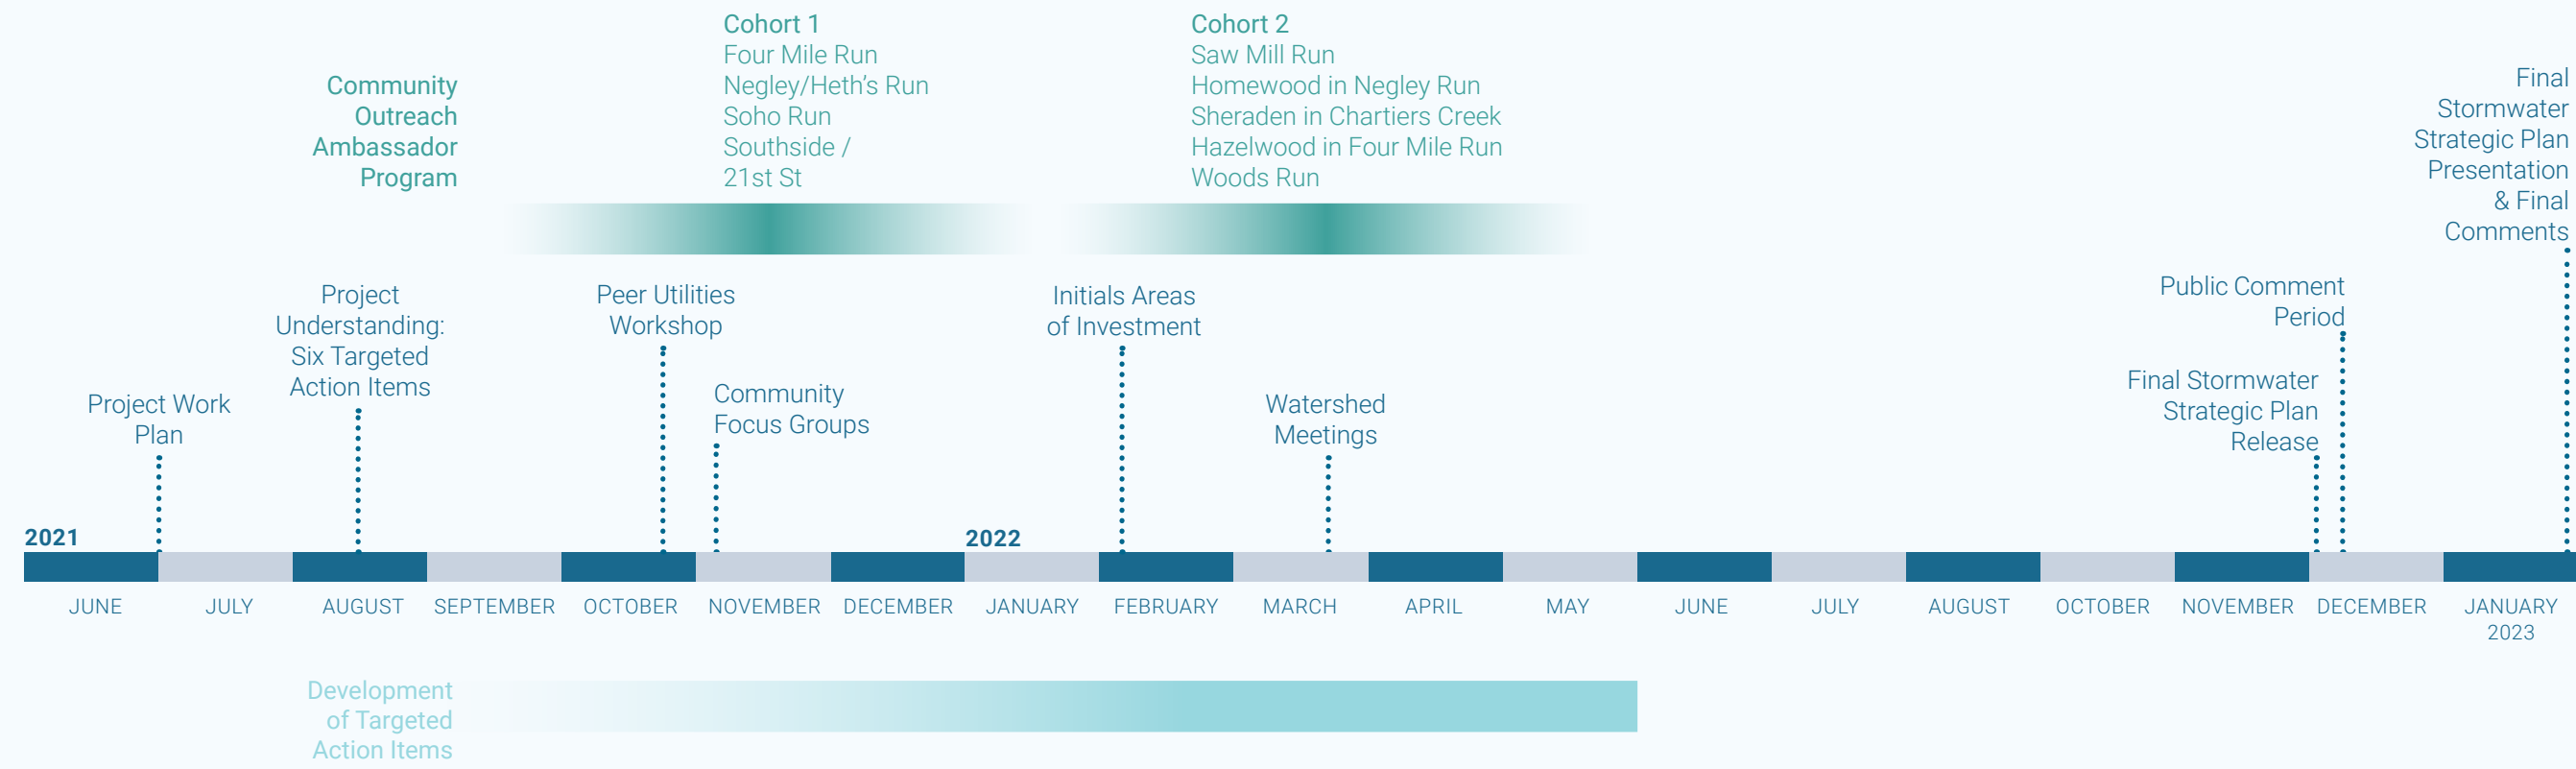 Community
Outreach
Ambassador
Program
Cohort 1
Four Mile Run
Negley/Heth’s Run
Soho Run
Southside /
21st St
Cohort 2
Saw Mill Run
Homewood in Negley Run
Sheraden in Chartiers Creek
Hazelwood in Four Mile Run
Woods Run
Project Work
Plan
Project
Understanding:
Six Targeted
Action Items
Peer Utilities
Workshop
Community
Focus Groups
Initials Areas
of Investment
Watershed
Meetings
Final Stormwater
Strategic Plan
Release
Public Comment
Period
Final
Stormwater
Strategic Plan
Presentation
& Final
Comments
2021
2022
JUNE
JULY
AUGUST
SEPTEMBER
OCTOBER
NOVEMBER
DECEMBER
JANUARY
FEBRUARY
MARCH
APRIL
MAY
JUNE
JULY
AUGUST
OCTOBER
NOVEMBER
DECEMBER
JANUARY
2023
Development
of Targeted
Action Items